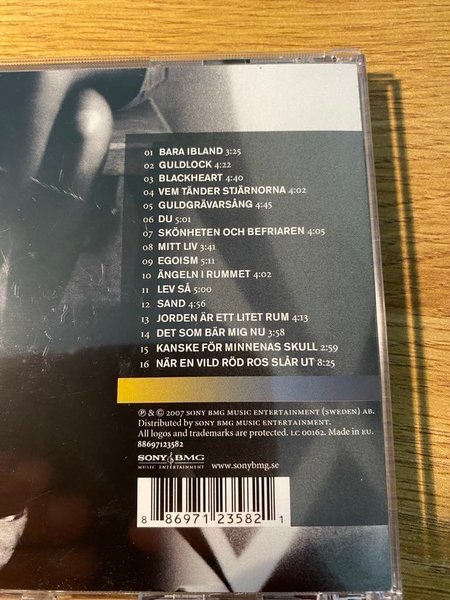 01 BARA IBLAND 3:25
02 GULDLOCK 4:22
03 BLACKHEART 4:40
04 VEM TÄNDER STJÄRNORNA 4:02
05 GULDGRÄVARSÅNG 4:45
06 DU 5:01
07 SKÖNHETEN OCH BEFRIAREN 4:05
08 MITT LIV 3:41
09 EGOISM 5:11
10 ÄNGELN I RUMMET 4:02
11 LEV SÅ 5:00
12 SAND 4:56
13 JORDEN ÄR ETT LITET RUM 4:13
14 DET SOM BÄR MIG NU 3:58
15 KANSKE FÖR MINNENAS SKULL 2:59
16 NÄR EN VILD RÖD ROS SLÅR UT 8:25
℗ & © 2007 SONY BMG MUSIC ENTERTAINMENT (SWEDEN) AB.
Distributed by SONY BMG MUSIC ENTERTAINMENT.
All logos and trademarks are protected. LC 00162. Made in EU.
88697123582
SONY BMG www.sonybmg.se
MUSIC ENTERTAINMENT
8 86971 23582 1